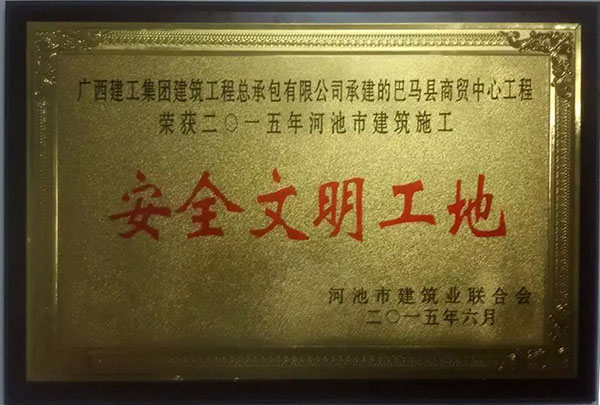 广西建工集团建筑工程总承包有限公司承建的巴马县商贸中心工程
荣获二〇一五年河池市建筑施工
安全文明工地
河池市建筑业联合会
二〇一五年六月